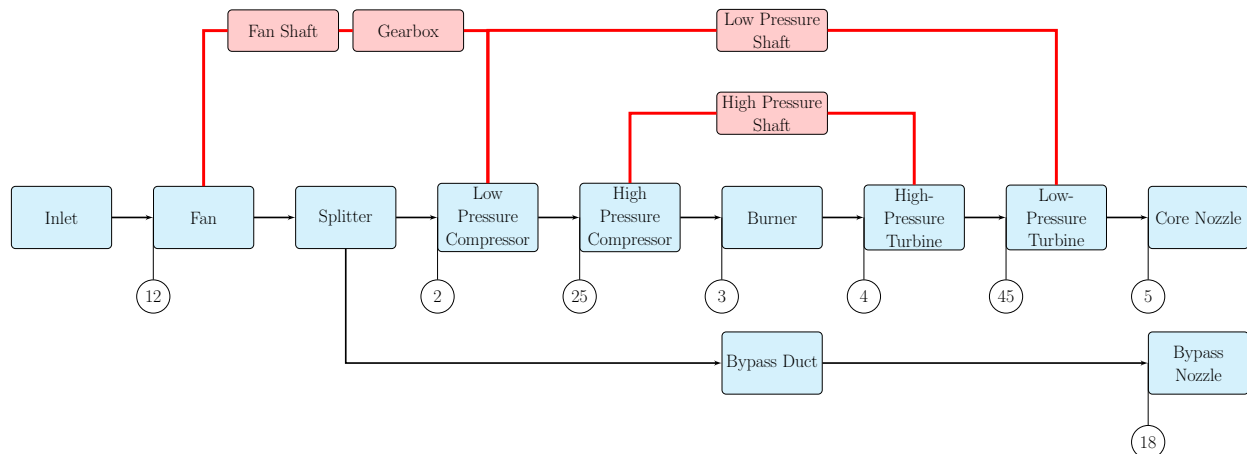 Fan Shaft
Gearbox
Low Pressure
Shaft
High Pressure
Shaft
Inlet
Fan
Splitter
Low
Pressure
Compressor
High
Pressure
Compressor
Burner
High-
Pressure
Turbine
Low-
Pressure
Turbine
Core Nozzle
12
2
25
3
4
45
5
Bypass Duct
Bypass
Nozzle
18